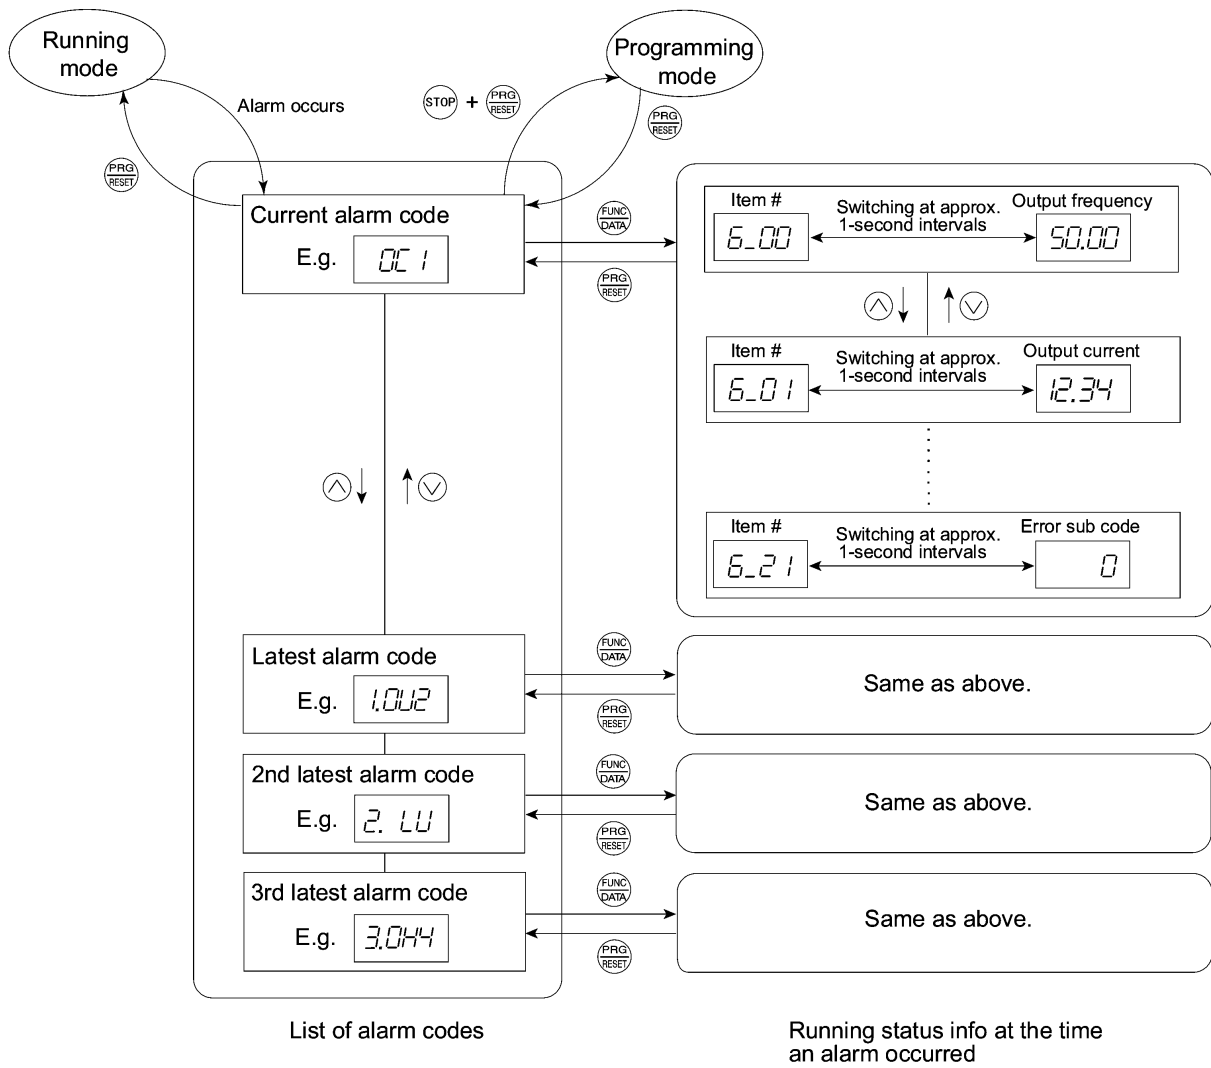 Running
mode
Programming
mode
Alarm occurs
STOP + PRG
RESET
PRG
RESET
PRG
RESET
Current alarm code
E.g. OC1
FUNC
DATA
PRG
RESET
Item #
6_00
Switching at approx.
1-second intervals
Output frequency
50.00
Item #
6_01
Switching at approx.
1-second intervals
Output current
12.34
Item #
6_21
Switching at approx.
1-second intervals
Error sub code
0
Latest alarm code
E.g. 1.OU2
FUNC
DATA
PRG
RESET
Same as above.
2nd latest alarm code
E.g. 2. LU
FUNC
DATA
PRG
RESET
Same as above.
3rd latest alarm code
E.g. 3.OH4
FUNC
DATA
PRG
RESET
Same as above.
List of alarm codes
Running status info at the time
an alarm occurred